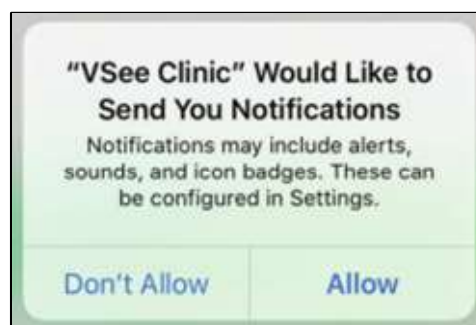 “VSee Clinic” Would Like to
Send You Notifications
Notifications may include alerts,
sounds, and icon badges. These can
be configured in Settings.
Don't Allow
Allow